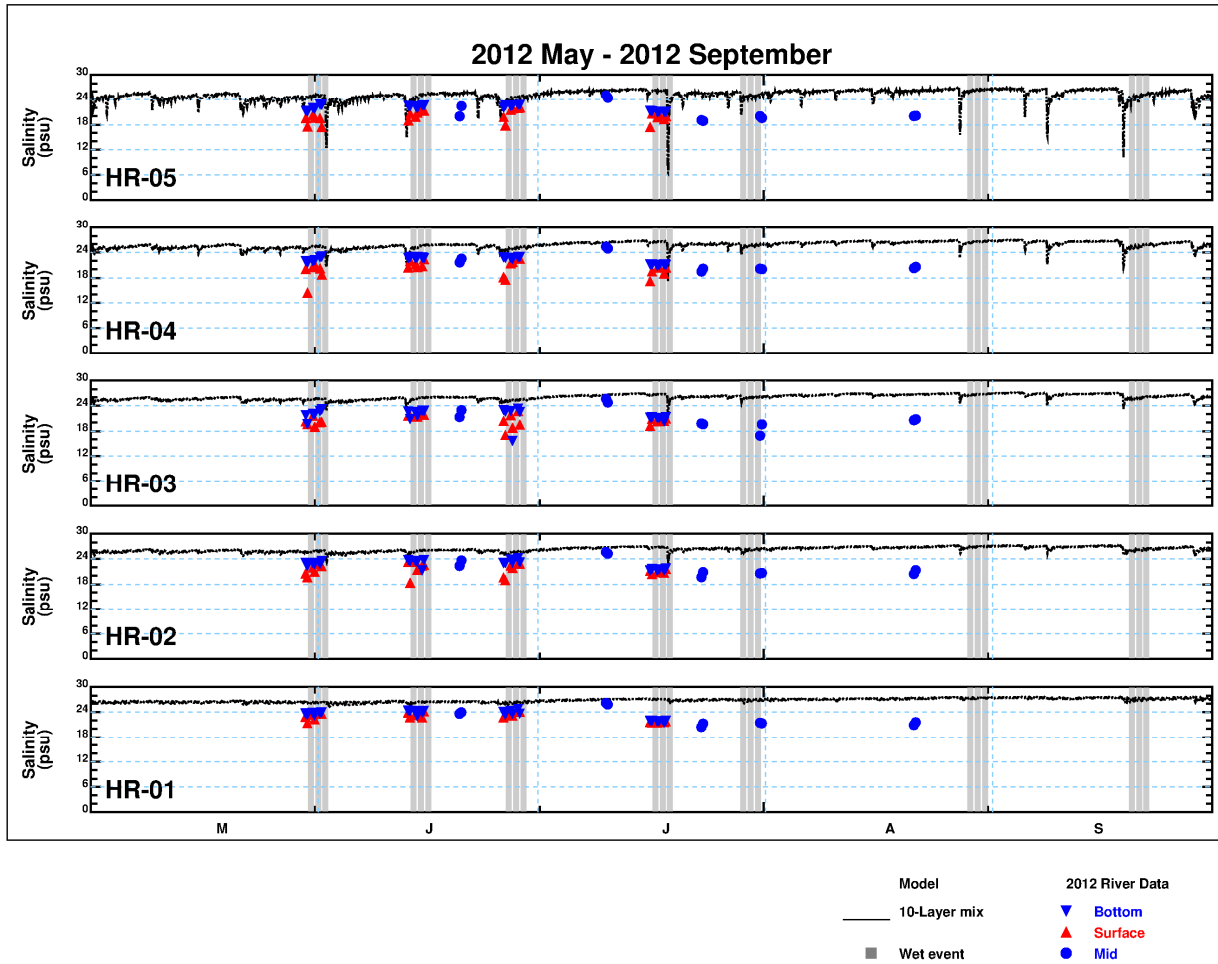 2012 May - 2012 September
30
24
18
12
6
0
Salinity
(psu)
HR-05
30
24
18
12
6
0
Salinity
(psu)
HR-04
30
24
18
12
6
0
Salinity
(psu)
HR-03
30
24
18
12
6
0
Salinity
(psu)
HR-02
30
24
18
12
6
0
Salinity
(psu)
HR-01
M J J A S
Model 2012 River Data
10-Layer mix Bottom
Surface
Wet event Mid